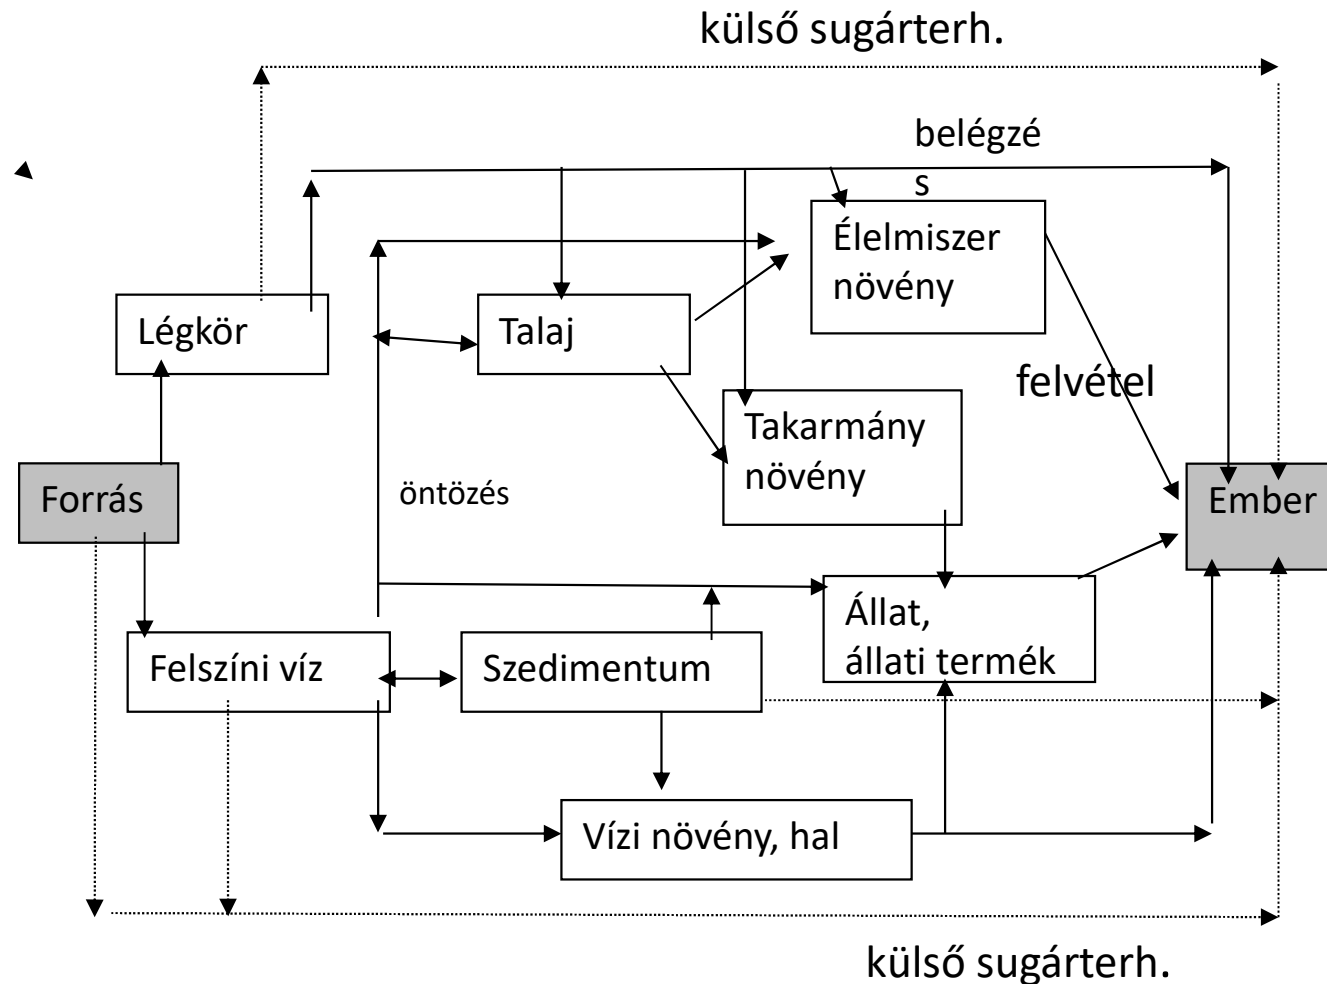 külső sugárterh.
belégzé
s
Élelmiszer
növény
Légkör
Talaj
felvétel
Takarmány
növény
Forrás
öntözés
Ember
Állat,
állati termék
Felszíni víz
Szedimentum
Vízi növény, hal
külső sugárterh.